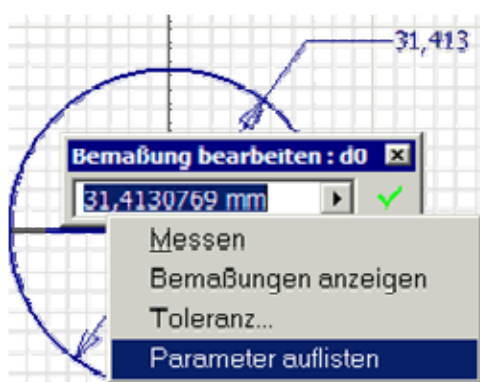 31,413
Bemaßung bearbeiten : d0
31,4130769 mm
Messen
Bemaßungen anzeigen
Toleranz...
Parameter auflisten